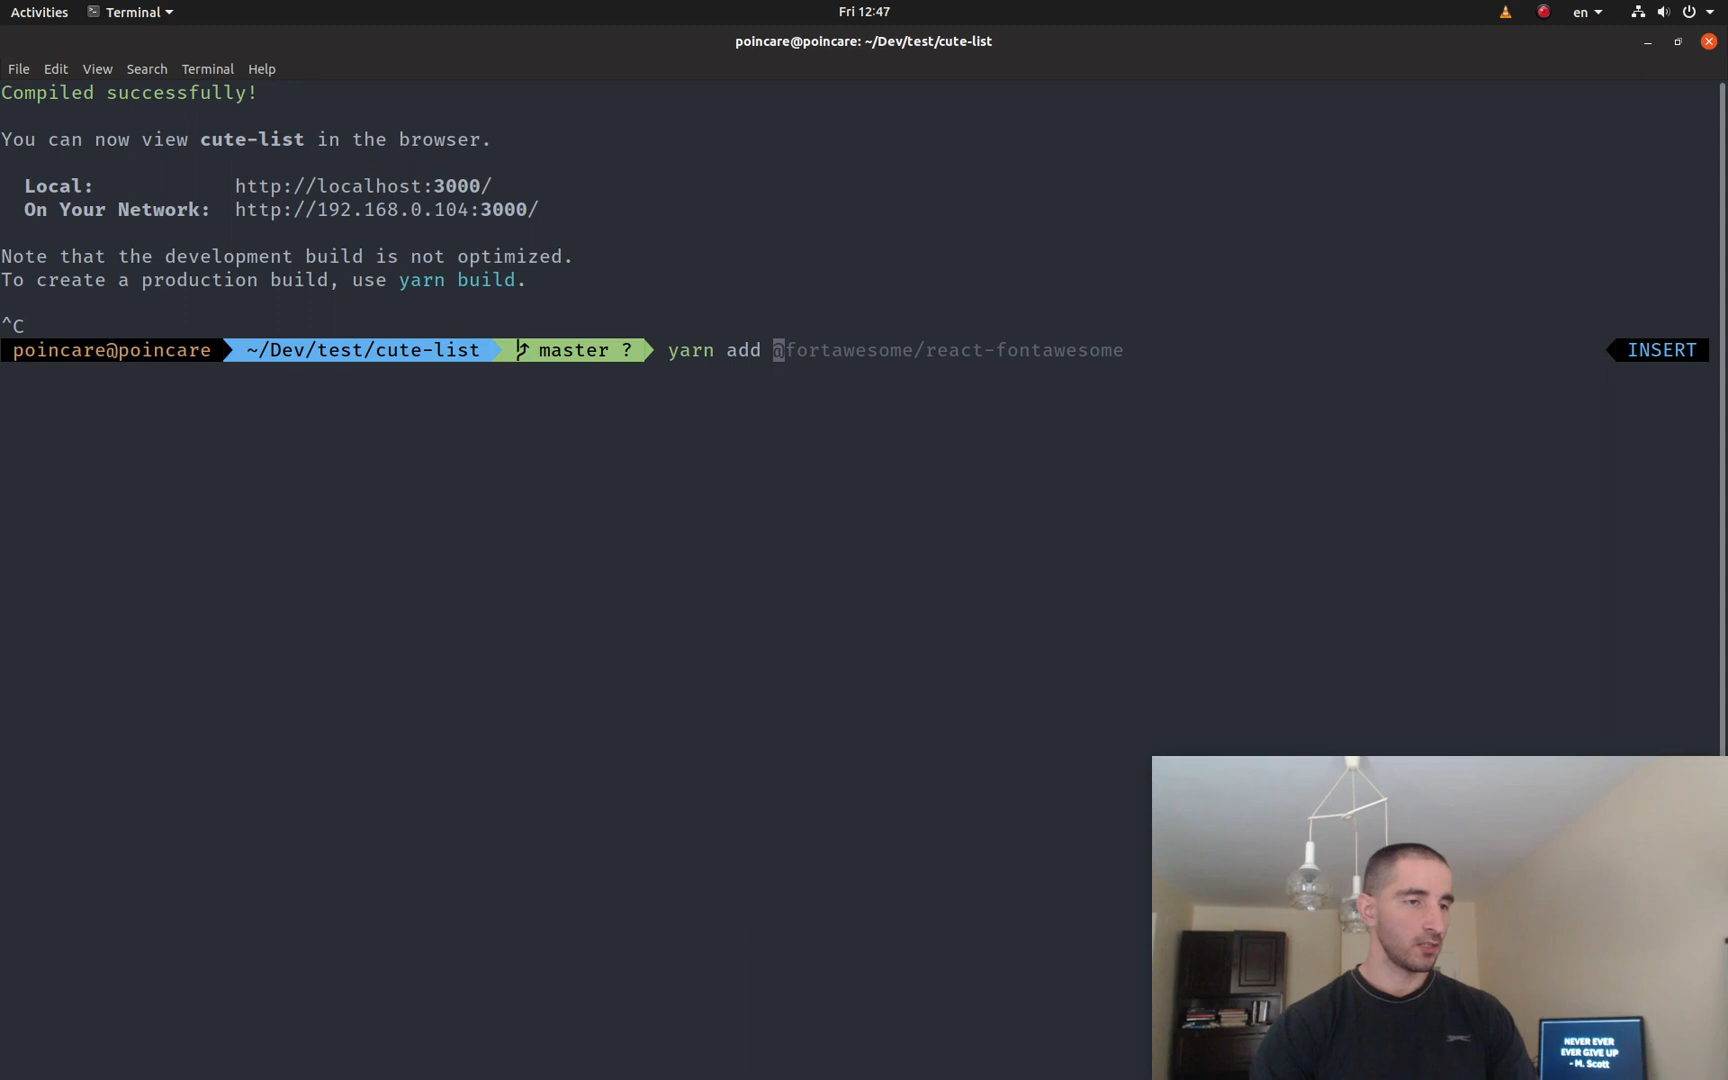 Activities Terminal Fri 12:47 en
poincare@poincare: ~/Dev/test/cute-list
File Edit View Search Terminal Help
Compiled successfully!
You can now view cute-list in the browser.
Local: http://localhost:3000/
On Your Network: http://192.168.0.104:3000/
Note that the development build is not optimized.
To create a production build, use yarn build.
^C
poincare@poincare ~/Dev/test/cute-list master ? yarn add @fortawesome/react-fontawesome INSERT
NEVER EVER
EVER GIVE UP
- M. Scott